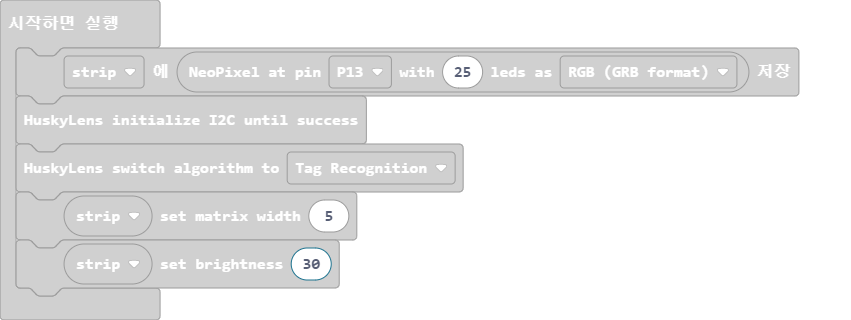 시작하면 실행
strip 에 NeoPixel at pin P13 with 25 leds as RGB (GRB format) 저장
HuskyLens initialize I2C until success
HuskyLens switch algorithm to Tag Recognition
strip set matrix width 5
strip set brightness 30